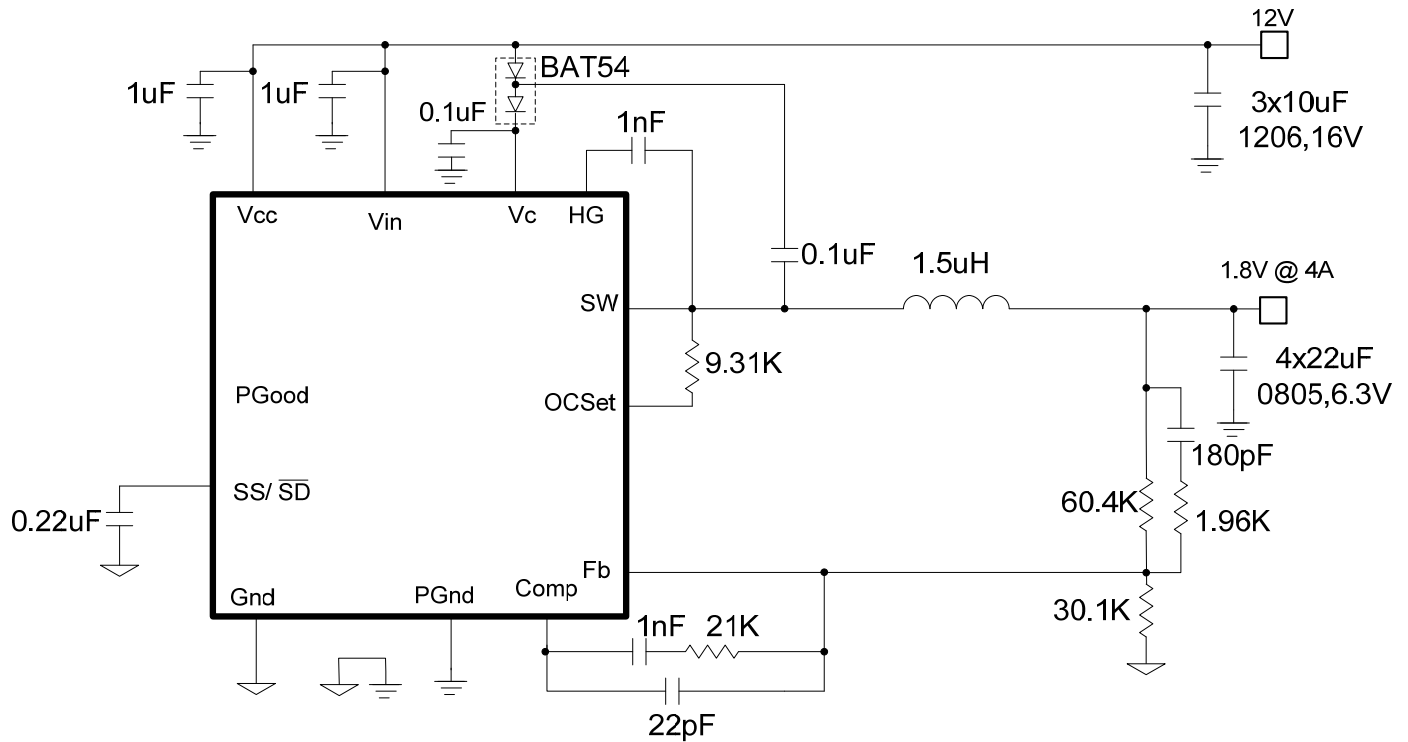 12V
BAT54
1uF
1uF
0.1uF
3x10uF
1206,16V
1nF
Vcc
Vin
Vc
HG
0.1uF
1.5uH
1.8V @ 4A
SW
9.31K
4x22uF
0805,6.3V
PGood
OCSet
180pF
SS/ SD
60.4K
1.96K
0.22uF
Fb
Comp
Gnd
PGnd
30.1K
1nF
21K
22pF